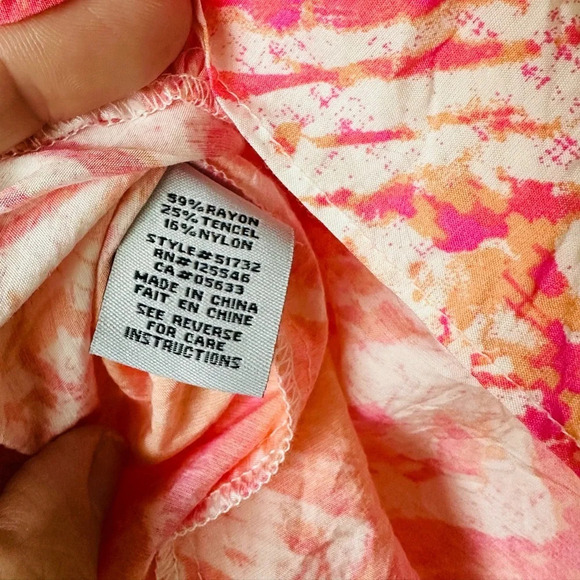 59% RAYON
25% TENCEL
16% NYLON
STYLE# 51732
RN# 125546
CA# 05633
MADE IN CHINA
FAIT EN CHINE
SEE REVERSE
FOR CARE
INSTRUCTIONS